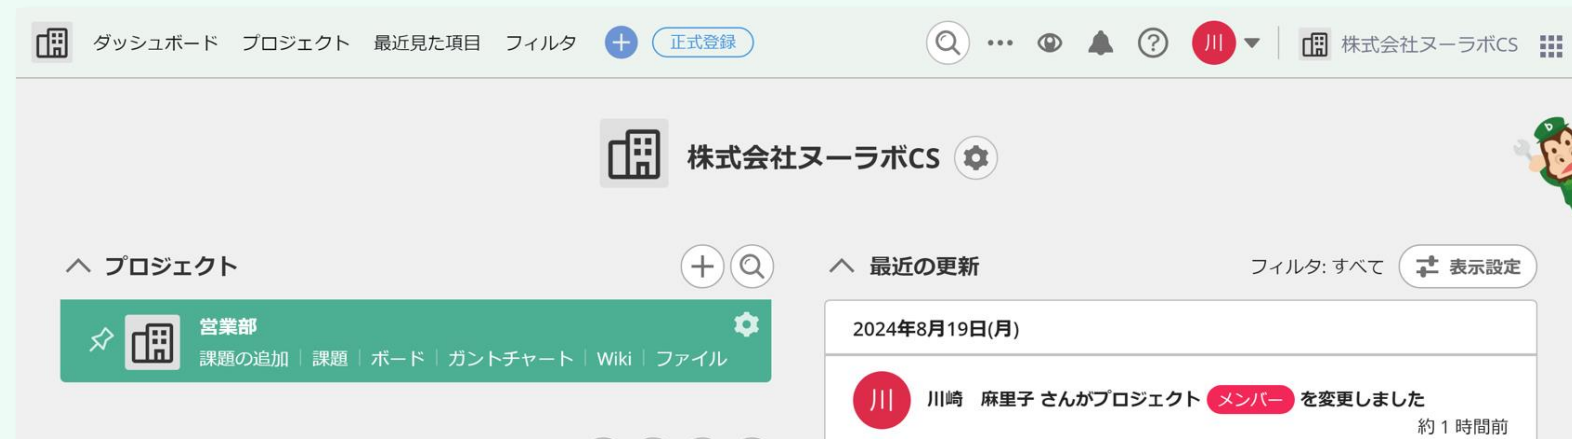 ダッシュボード プロジェクト 最近見た項目 フィルタ 正式登録 川 株式会社ヌーラボCS
株式会社ヌーラボCS
プロジェクト
営業部
課題の追加 課題 ボード ガントチャート Wiki ファイル
最近の更新 フィルタ: すべて 表示設定
2024年8月19日(月)
川 川崎 麻里子 さんがプロジェクト メンバー を変更しました
約 1 時間前